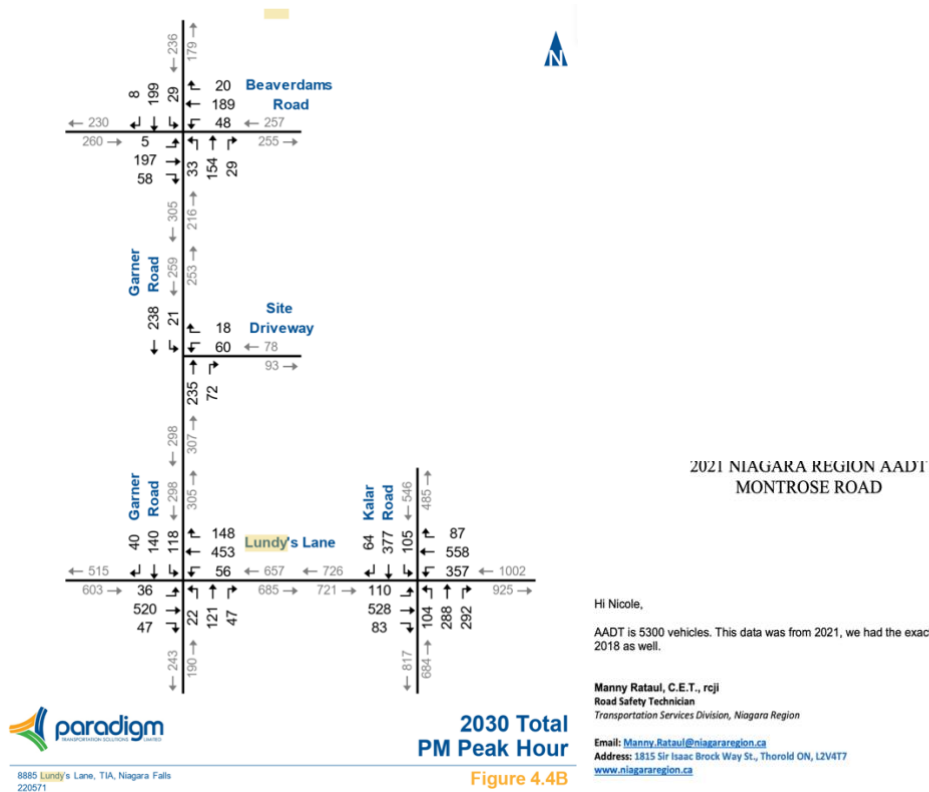 N
236
179
8
199
29
20
189
48
Beaverdams
Road
230
257
260
255
5
197
58
33
154
29
305
216
Garner
Road
259
253
238
21
18
60
Site
Driveway
78
93
235
72
298
307
Garner
Road
298
305
40
140
118
148
453
56
Lundy's Lane
515
657
603
685
36
520
47
22
121
47
243
190
Kalar
Road
546
485
64
377
105
87
558
357
726
1002
721
925
110
528
83
104
288
292
817
684
paradigm
TRANSPORTATION SOLUTIONS LIMITED
8885 Lundy's Lane, TIA, Niagara Falls
220571
2030 Total
PM Peak Hour
Figure 4.4B
2021 NIAGARA REGION AADT
MONTROSE ROAD
Hi Nicole,
AADT is 5300 vehicles. This data was from 2021, we had the exac
2018 as well.
Manny Rataul, C.E.T., rcji
Road Safety Technician
Transportation Services Division, Niagara Region
Email: Manny.Rataul@niagararegion.ca
Address: 1815 Sir Isaac Brock Way St., Thorold ON, L2V4T7
www.niagararegion.ca